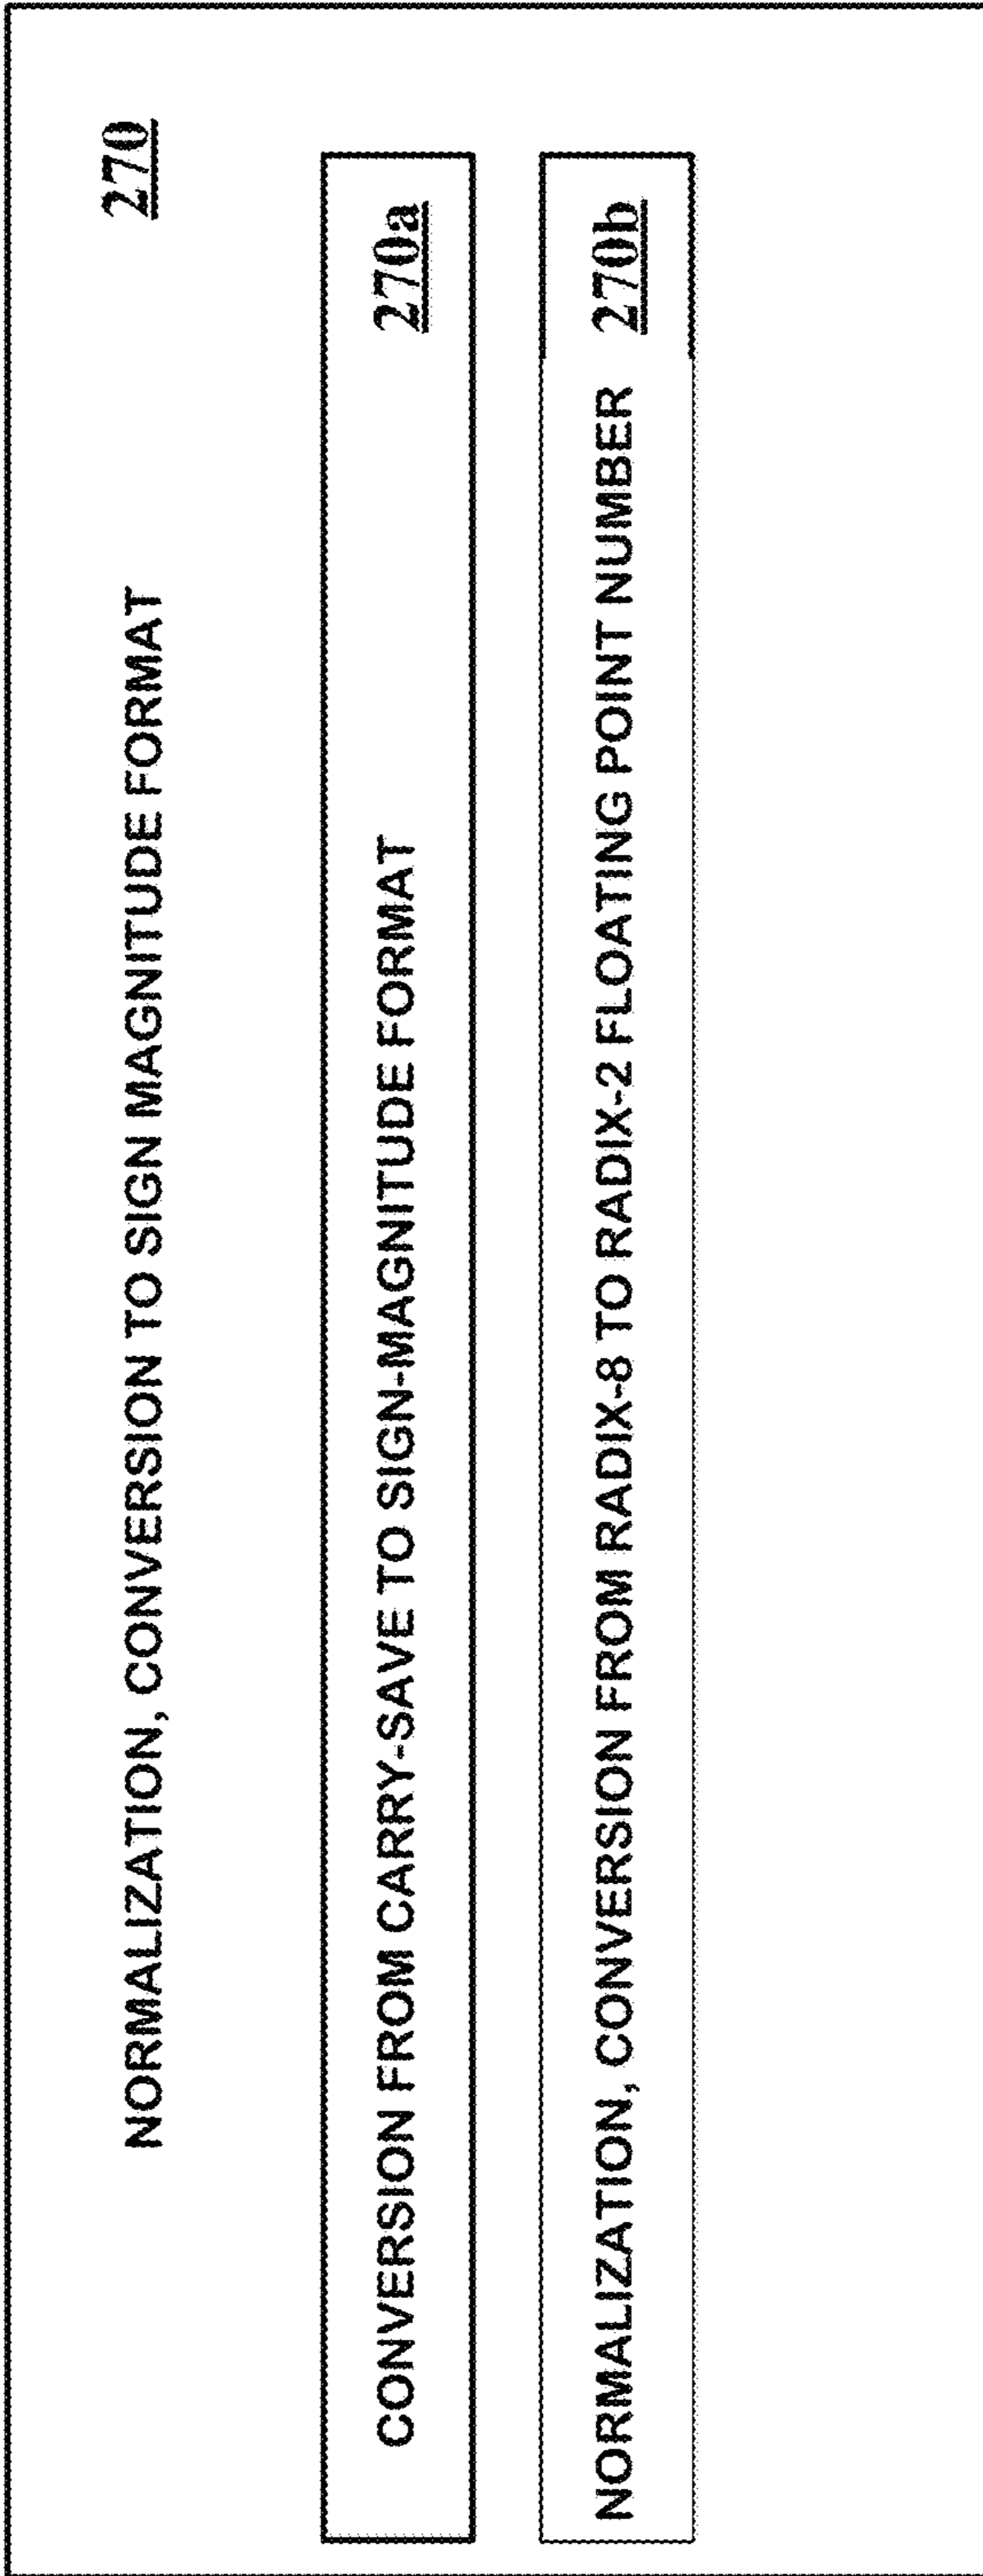 NORMALIZATION, CONVERSION TO SIGN MAGNITUDE FORMAT 270
CONVERSION FROM CARRY-SAVE TO SIGN-MAGNITUDE FORMAT 270a
NORMALIZATION, CONVERSION FROM RADIX-8 TO RADIX-2 FLOATING POINT NUMBER 270b